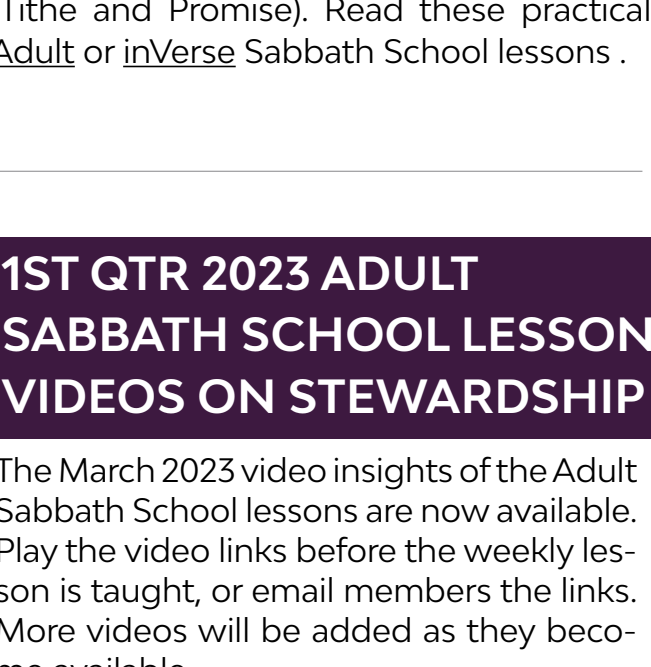 Tithe and Promise). Read these practical
Adult or inVerse Sabbath School lessons .
1ST QTR 2023 ADULT
SABBATH SCHOOL LESSON
VIDEOS ON STEWARDSHIP
The March 2023 video insights of the Adult
Sabbath School lessons are now available.
Play the video links before the weekly les-
son is taught, or email members the links.
More videos will be added as they beco-
me available